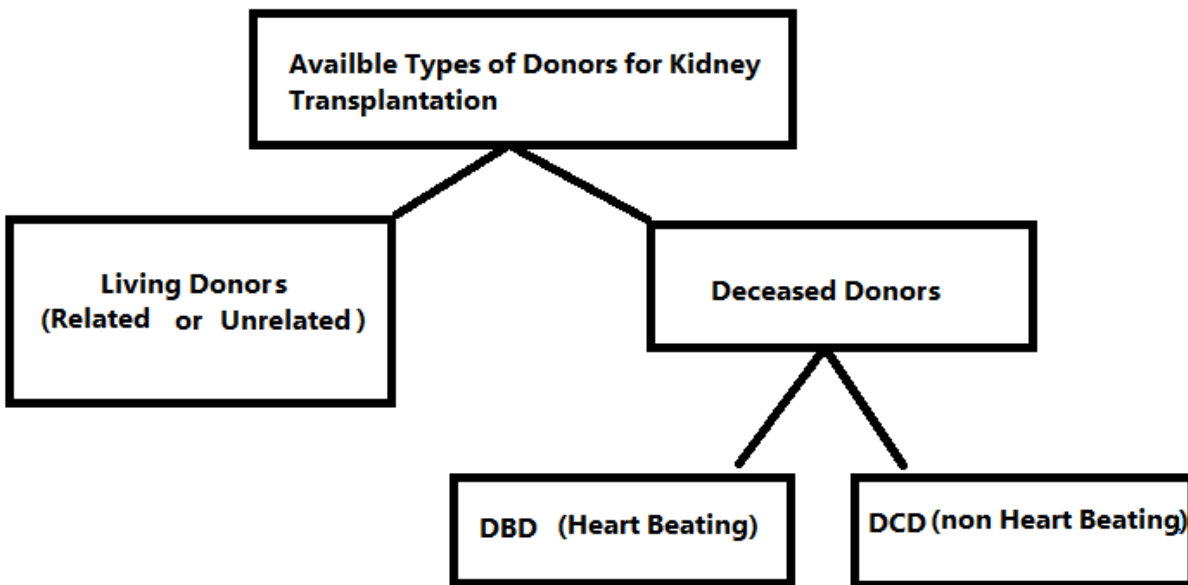 Availble Types of Donors for Kidney
Transplantation
Living Donors
(Related or Unrelated)
Deceased Donors
DBD (Heart Beating)
DCD (non Heart Beating)